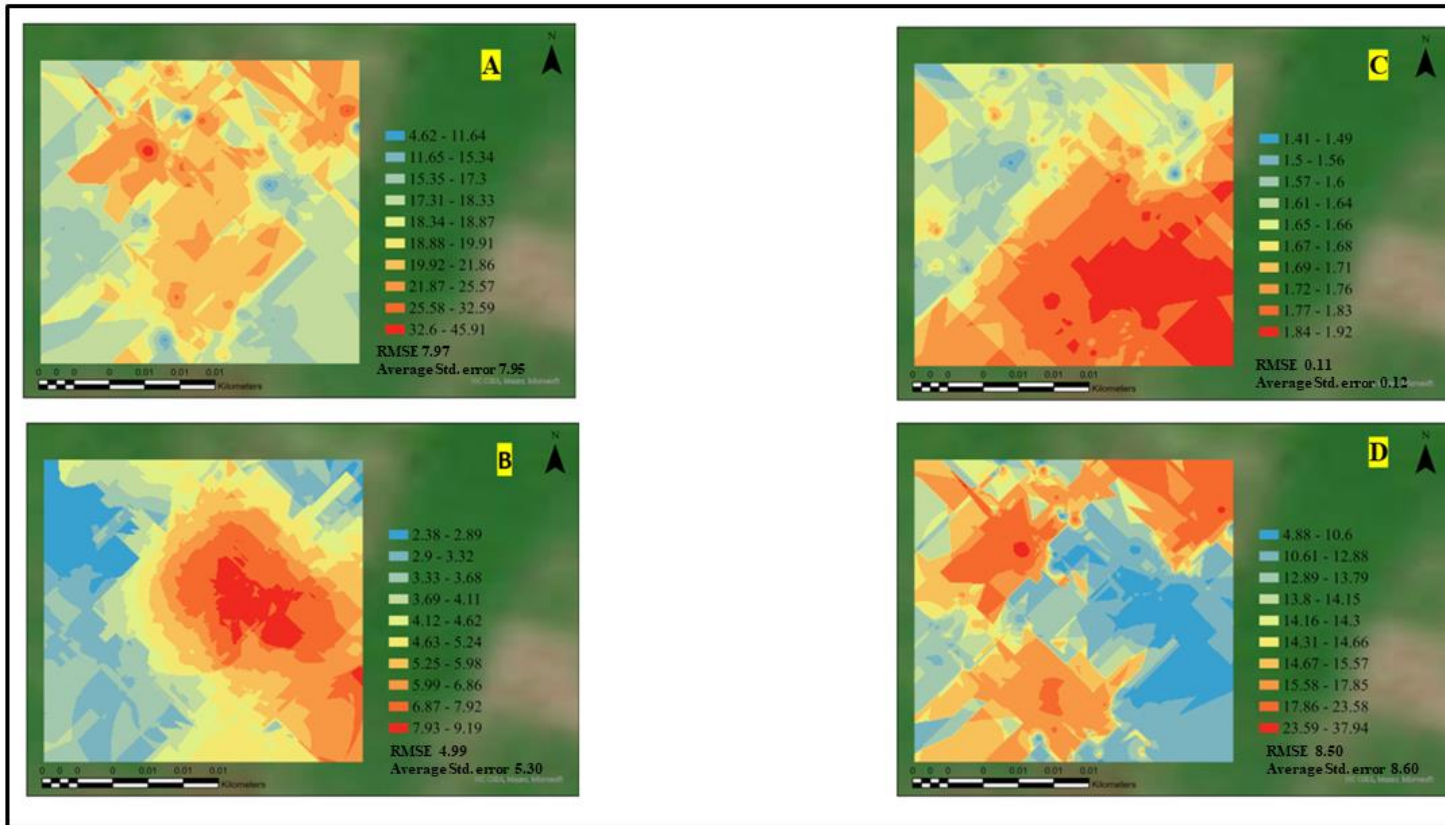 A
N
4.62 - 11.64
11.65 - 15.34
15.35 - 17.3
17.31 - 18.33
18.34 - 18.87
18.88 - 19.91
19.92 - 21.86
21.87 - 25.57
25.58 - 32.59
32.6 - 45.91
RMSE 7.97
Average Std. error 7.95
0 0 0 0.01 0.01 0.01
Kilometers
C
N
1.41 - 1.49
1.5 - 1.56
1.57 - 1.6
1.61 - 1.64
1.65 - 1.66
1.67 - 1.68
1.69 - 1.71
1.72 - 1.76
1.77 - 1.83
1.84 - 1.92
RMSE 0.11
Average Std. error 0.12
0 0 0 0.01 0.01 0.01
Kilometers
B
N
2.38 - 2.89
2.9 - 3.32
3.33 - 3.68
3.69 - 4.11
4.12 - 4.62
4.63 - 5.24
5.25 - 5.98
5.99 - 6.86
6.87 - 7.92
7.93 - 9.19
RMSE 4.99
Average Std. error 5.30
0 0 0 0.01 0.01 0.01
Kilometers
D
N
4.88 - 10.6
10.61 - 12.88
12.89 - 13.79
13.8 - 14.15
14.16 - 14.3
14.31 - 14.66
14.67 - 15.57
15.58 - 17.85
17.86 - 23.58
23.59 - 37.94
RMSE 8.50
Average Std. error 8.60
0 0 0 0.01 0.01 0.01
Kilometers